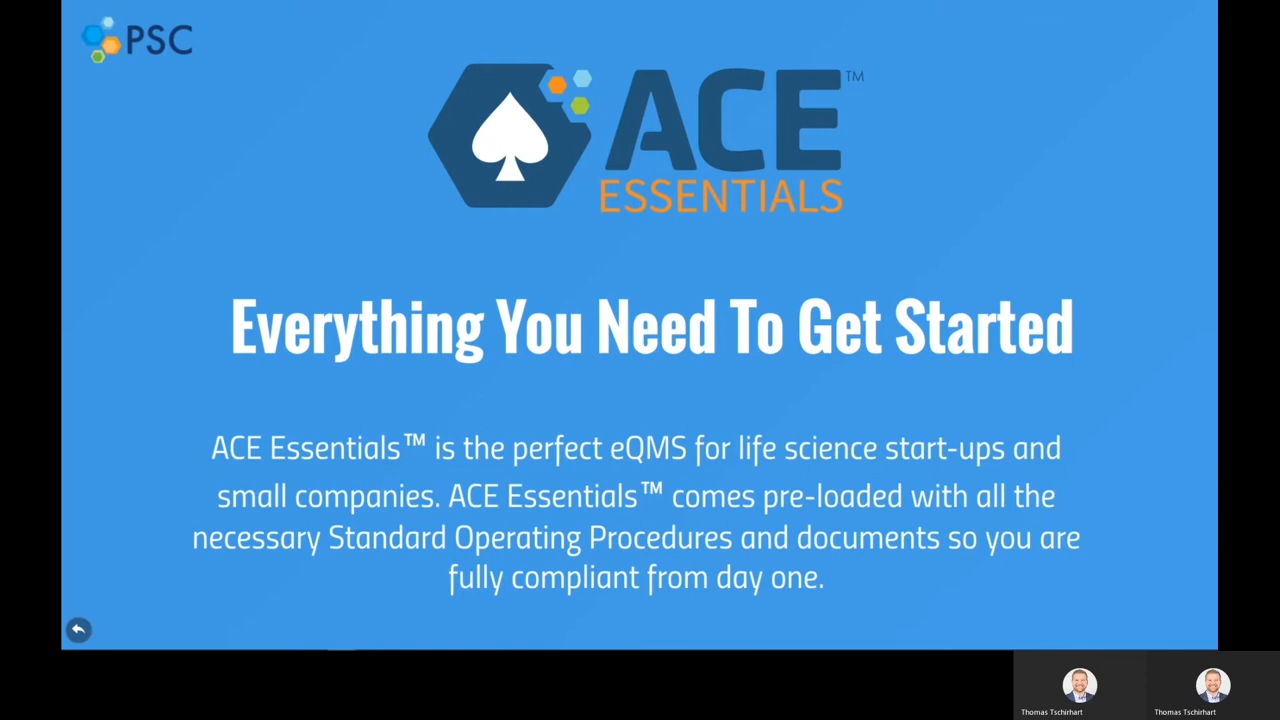 PSC
ACE™
ESSENTIALS
Everything You Need To Get Started
ACE Essentials™ is the perfect eQMS for life science start-ups and
small companies. ACE Essentials™ comes pre-loaded with all the
necessary Standard Operating Procedures and documents so you are
fully compliant from day one.
Thomas Tschirhart
Thomas Tschirhart